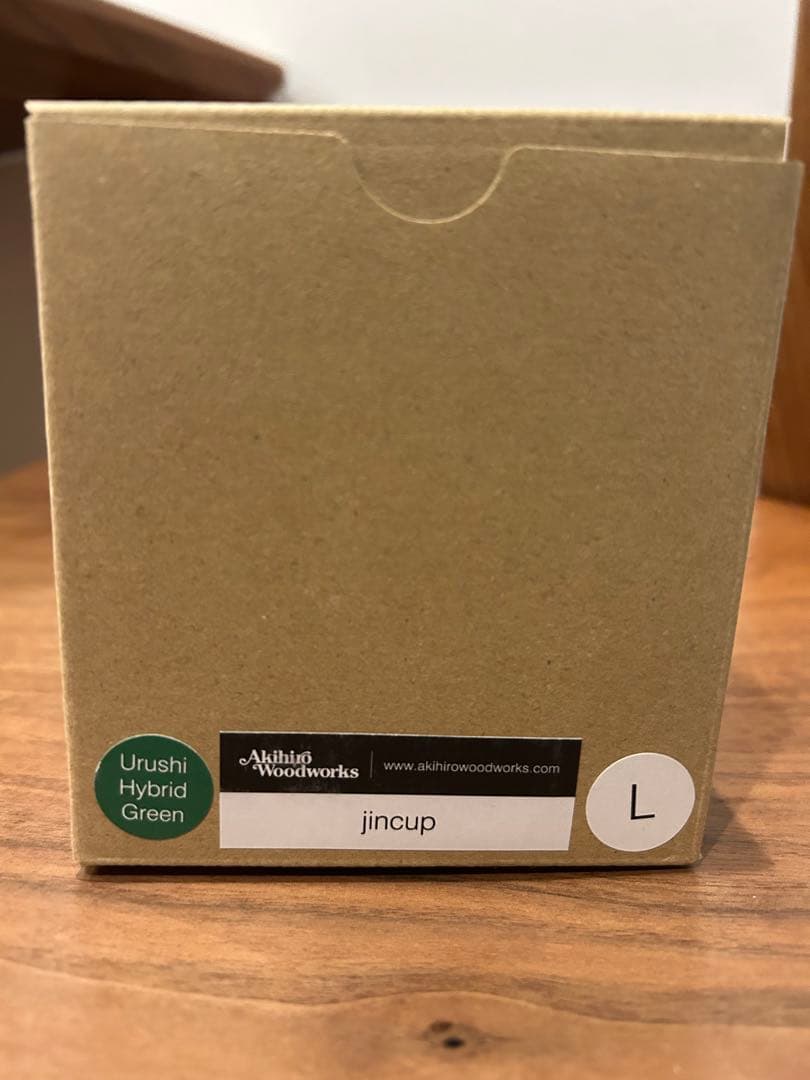 Urushi
Hybrid
Green
Akihiro
Woodworks
www.akihirowoodworks.com
jincup
L